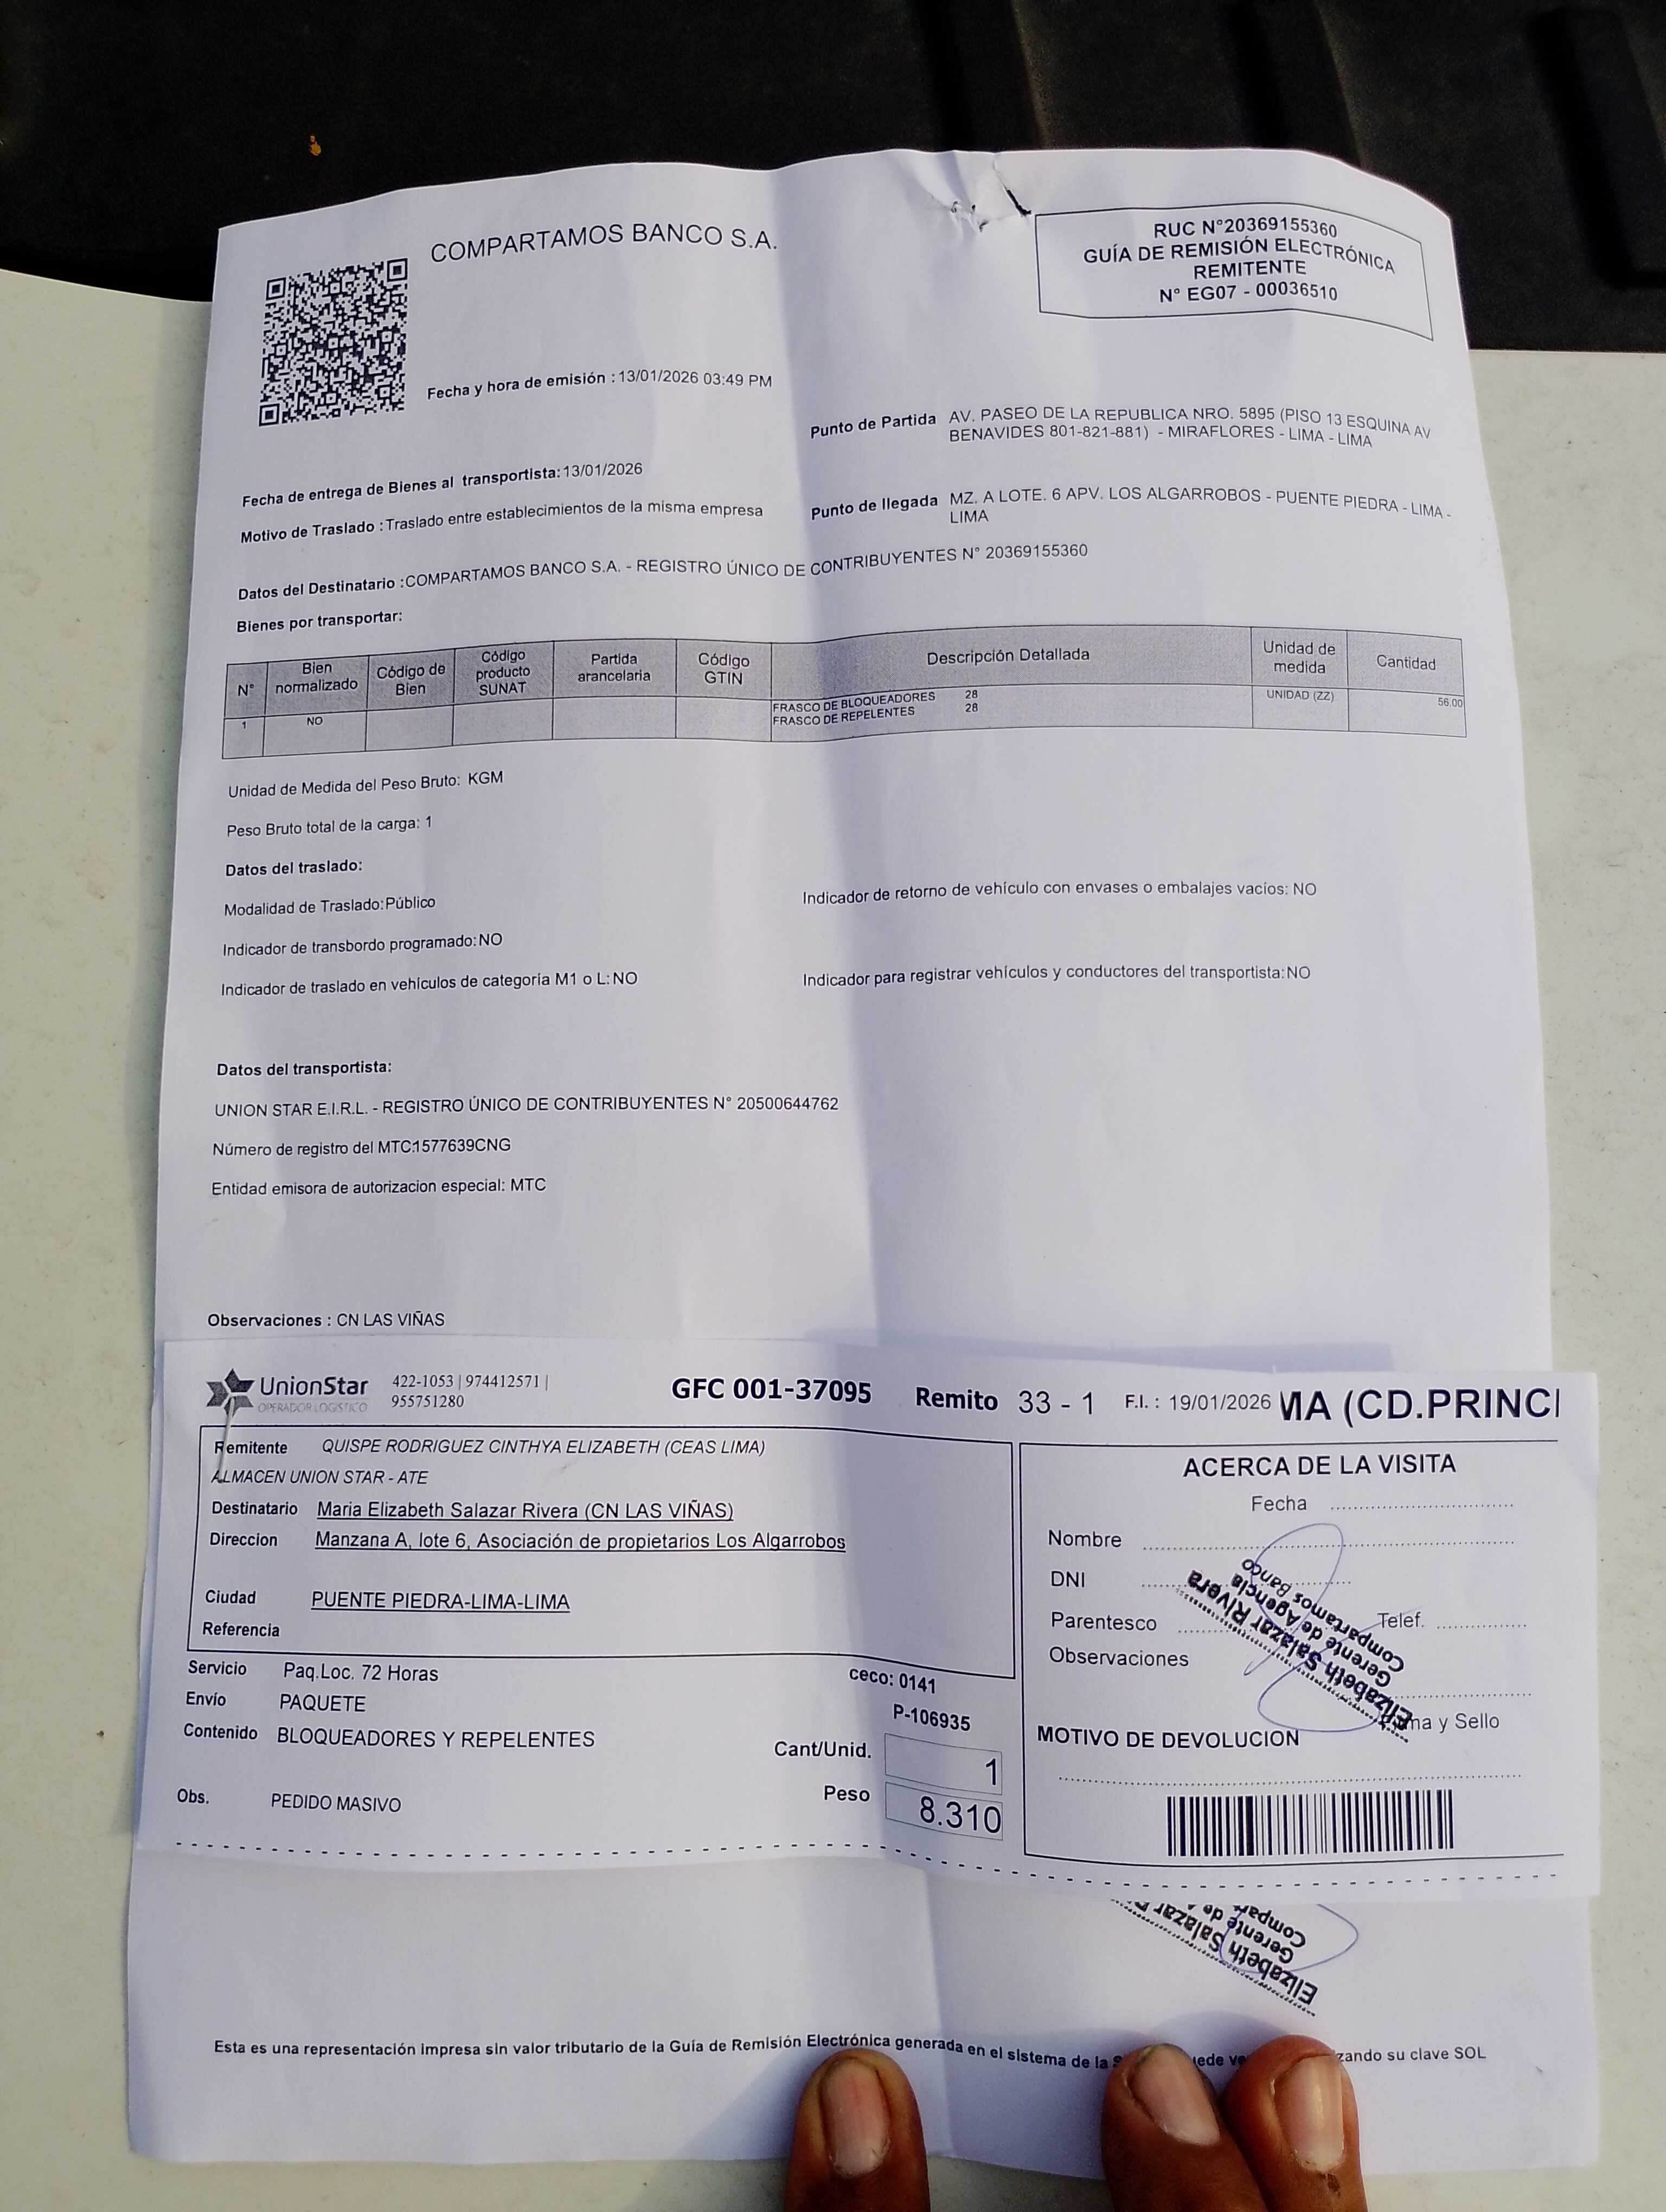 COMPARTAMOS BANCO S.A.
RUC N°20369155360
GUÍA DE REMISIÓN ELECTRÓNICA
REMITENTE
N° EG07 - 00036510
Fecha y hora de emisión : 13/01/2026 03:49 PM
Punto de Partida AV. PASEO DE LA REPUBLICA NRO. 5895 (PISO 13 ESQUINA AV
BENAVIDES 801-821-881) - MIRAFLORES - LIMA - LIMA
Fecha de entrega de Bienes al transportista: 13/01/2026
Motivo de Traslado : Traslado entre establecimientos de la misma empresa
Punto de llegada MZ. A LOTE. 6 APV. LOS ALGARROBOS - PUENTE PIEDRA - LIMA -
LIMA
Datos del Destinatario :COMPARTAMOS BANCO S.A. - REGISTRO ÚNICO DE CONTRIBUYENTES N° 20369155360
Bienes por transportar:
N° Bien normalizado Código de Bien Código producto SUNAT Partida arancelaria Código GTIN Descripción Detallada Unidad de medida Cantidad
1 NO FRASCO DE BLOQUEADORES 28 UNIDAD (ZZ) 56.00
FRASCO DE REPELENTES 28
Unidad de Medida del Peso Bruto: KGM
Peso Bruto total de la carga: 1
Datos del traslado:
Modalidad de Traslado: Público
Indicador de retorno de vehículo con envases o embalajes vacíos: NO
Indicador de transbordo programado: NO
Indicador de traslado en vehículos de categoría M1 o L: NO
Indicador para registrar vehículos y conductores del transportista: NO
Datos del transportista:
UNION STAR E.I.R.L. - REGISTRO ÚNICO DE CONTRIBUYENTES N° 20500644762
Número de registro del MTC:1577639CNG
Entidad emisora de autorizacion especial: MTC
Observaciones : CN LAS VIÑAS
UnionStar
OPERADOR LOGÍSTICO
422-1053 | 974412571 |
955751280
GFC 001-37095 Remito 33 - 1 F.I. : 19/01/2026 MA (CD.PRINCI
Remitente QUISPE RODRIGUEZ CINTHYA ELIZABETH (CEAS LIMA)
ALMACEN UNION STAR - ATE
Destinatario Maria Elizabeth Salazar Rivera (CN LAS VIÑAS)
Direccion Manzana A, lote 6, Asociación de propietarios Los Algarrobos
Ciudad PUENTE PIEDRA-LIMA-LIMA
Referencia
Servicio Paq.Loc. 72 Horas
ceco: 0141
Envío PAQUETE
P-106935
Contenido BLOQUEADORES Y REPELENTES
Cant/Unid. 1
Peso 8.310
Obs. PEDIDO MASIVO
ACERCA DE LA VISITA
Fecha
Nombre
DNI
Parentesco Telef.
Observaciones
Firma y Sello
MOTIVO DE DEVOLUCION
Elizabeth Salazar Rivera
Gerente de Agencia
Compartamos Banco
Elizabeth Salazar R
Gerente de
Compart
Esta es una representación impresa sin valor tributario de la Guía de Remisión Electrónica generada en el sistema de la zando su clave SOL